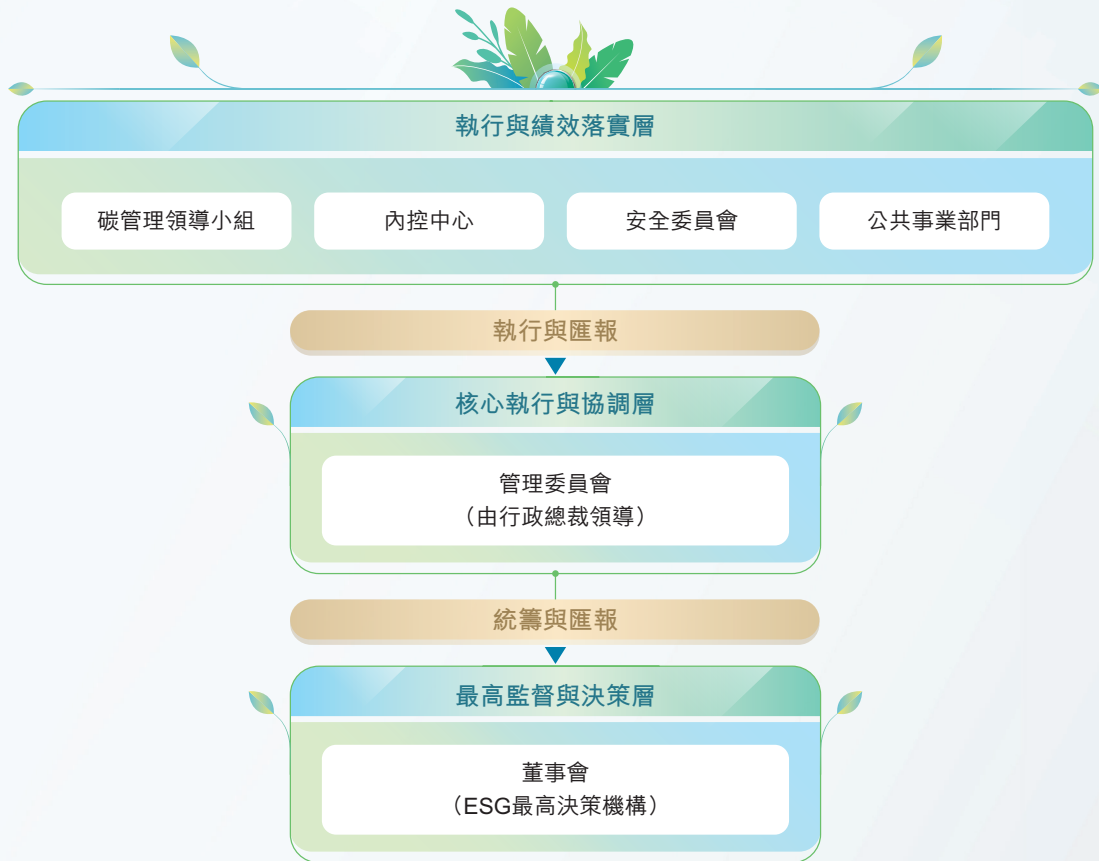 執行與績效落實層
碳管理領導小組
內控中心
安全委員會
公共事業部門
執行與匯報
核心執行與協調層
管理委員會
（由行政總裁領導）
統籌與匯報
最高監督與決策層
董事會
（ESG最高決策機構）